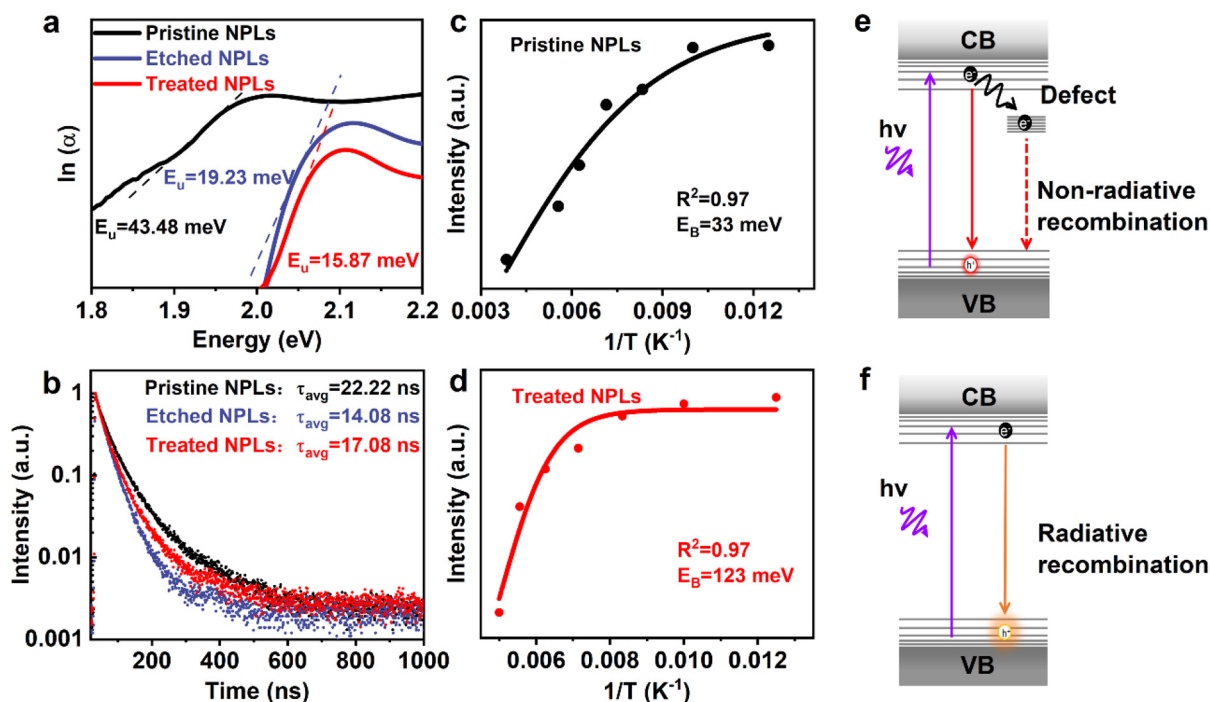 a
Pristine NPLs
Etched NPLs
Treated NPLs
E_u=19.23 meV
E_u=43.48 meV
E_u=15.87 meV
ln (α)
1.8 1.9 2.0 2.1 2.2
Energy (eV)
b
Pristine NPLs: τ_avg=22.22 ns
Etched NPLs: τ_avg=14.08 ns
Treated NPLs: τ_avg=17.08 ns
Intensity (a.u.)
1
0.1
0.01
0.001
200 400 600 800 1000
Time (ns)
c
Pristine NPLs
R²=0.97
E_B=33 meV
Intensity (a.u.)
0.003 0.006 0.009 0.012
1/T (K⁻¹)
d
Treated NPLs
R²=0.97
E_B=123 meV
Intensity (a.u.)
0.006 0.008 0.010 0.012
1/T (K⁻¹)
e
CB
e⁻
Defect
e⁻
hv
Non-radiative
recombination
h⁺
VB
f
CB
e⁻
hv
Radiative
recombination
h⁺
VB